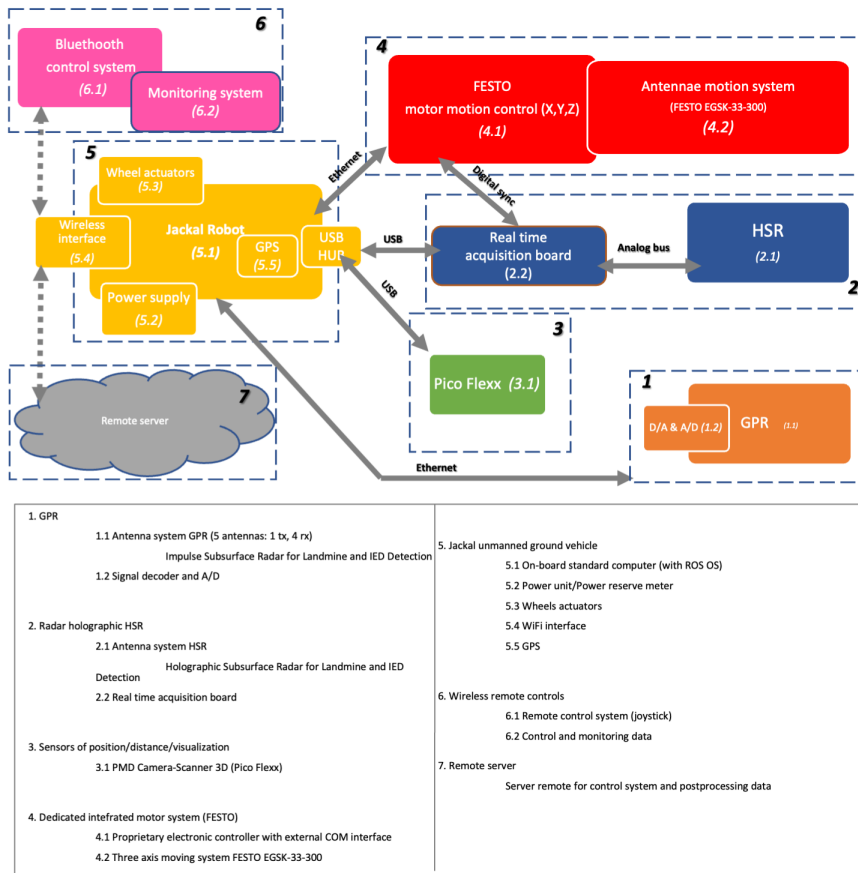 6
Bluethooth
control system
(6.1)
Monitoring system
(6.2)
4
FESTO
motor motion control (X,Y,Z)
(4.1)
Antennae motion system
(FESTO EGSK-33-300)
(4.2)
5
Wheel actuators
(5.3)
Ethernet
Digital sync
Wireless
interface
(5.4)
Jackal Robot
(5.1)
GPS
(5.5)
USB
HUB
USB
Real time
acquisition board
(2.2)
Analog bus
HSR
(2.1)
2
Power supply
(5.2)
USB
3
Pico Flexx (3.1)
7
Remote server
1
D/A & A/D (1.2)
GPR (1.1)
Ethernet
1. GPR
1.1 Antenna system GPR (5 antennas: 1 tx, 4 rx)
Impulse Subsurface Radar for Landmine and IED Detection
1.2 Signal decoder and A/D
2. Radar holographic HSR
2.1 Antenna system HSR
Holographic Subsurface Radar for Landmine and IED
Detection
2.2 Real time acquisition board
3. Sensors of position/distance/visualization
3.1 PMD Camera-Scanner 3D (Pico Flexx)
4. Dedicated intefrated motor system (FESTO)
4.1 Proprietary electronic controller with external COM interface
4.2 Three axis moving system FESTO EGSK-33-300
5. Jackal unmanned ground vehicle
5.1 On-board standard computer (with ROS OS)
5.2 Power unit/Power reserve meter
5.3 Wheels actuators
5.4 WiFi interface
5.5 GPS
6. Wireless remote controls
6.1 Remote control system (joystick)
6.2 Control and monitoring data
7. Remote server
Server remote for control system and postprocessing data